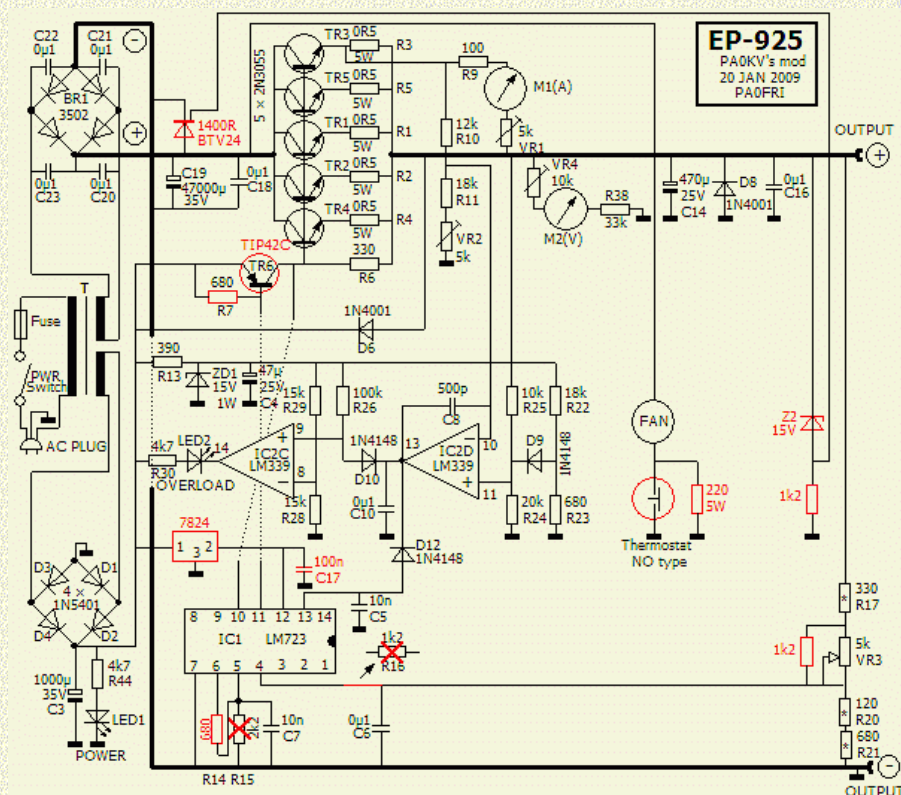 EP-925
PA0KV's mod
20 JAN 2009
PA0FRI
C22
0µ1
C21
0µ1
BR1
3502
0µ1
C23
0µ1
C20
1400R
BTV24
C19
47000µ
35V
0µ1
C18
5 × 2N3055
TR3
0R5
R3
5W
TR5
0R5
R5
5W
TR1
0R5
R1
5W
TR2
0R5
R2
5W
TR4
0R5
R4
5W
TIP42C
TR6
330
R6
680
R7
100
R9
M1(A)
5k
VR1
12k
R10
18k
R11
VR2
5k
VR4
10k
M2(V)
R38
33k
470µ
25V
C14
D8
1N4001
0µ1
C16
OUTPUT
1N4001
D6
T
Fuse
PWR
Switch
AC PLUG
390
R13
ZD1
15V
1W
47µ
25V
C4
15k
R29
100k
R26
500p
C8
10k
R25
18k
R22
LED2
14
4k7
R30
OVERLOAD
9
IC2C
LM339
8
15k
R28
1N4148
D10
0µ1
C10
13
10
IC2D
LM339
11
D9
1N4148
20k
R24
680
R23
FAN
220
5W
Thermostat
NO type
Z2
15V
1k2
7824
1 3 2
100n
C17
D12
1N4148
10n
C5
D3
D1
4 ×
1N5401
D4
D2
8 9 10 11 12 13 14
IC1 LM723
7 6 5 4 3 2 1
1k2
R16
330
R17
1k2
5k
VR3
120
R20
680
R21
1000µ
35V
C3
4k7
R44
LED1
POWER
680
2k2
R14 R15
10n
C7
0µ1
C6
OUTPUT